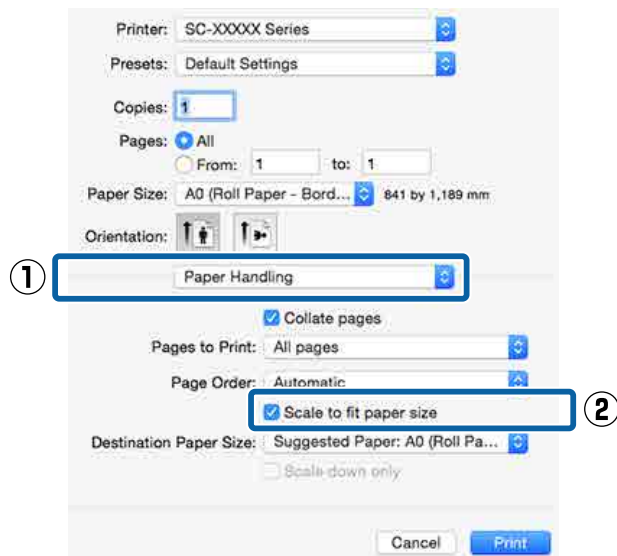 Printer: SC-XXXXX Series
Presets: Default Settings
Copies: 1
Pages: All
From: 1 to: 1
Paper Size: A0 (Roll Paper - Bord... 841 by 1,189 mm
Orientation:
① Paper Handling
Collate pages
Pages to Print: All pages
Page Order: Automatic
Scale to fit paper size ②
Destination Paper Size: Suggested Paper: A0 (Roll Pa...
Scale down only
Cancel Print